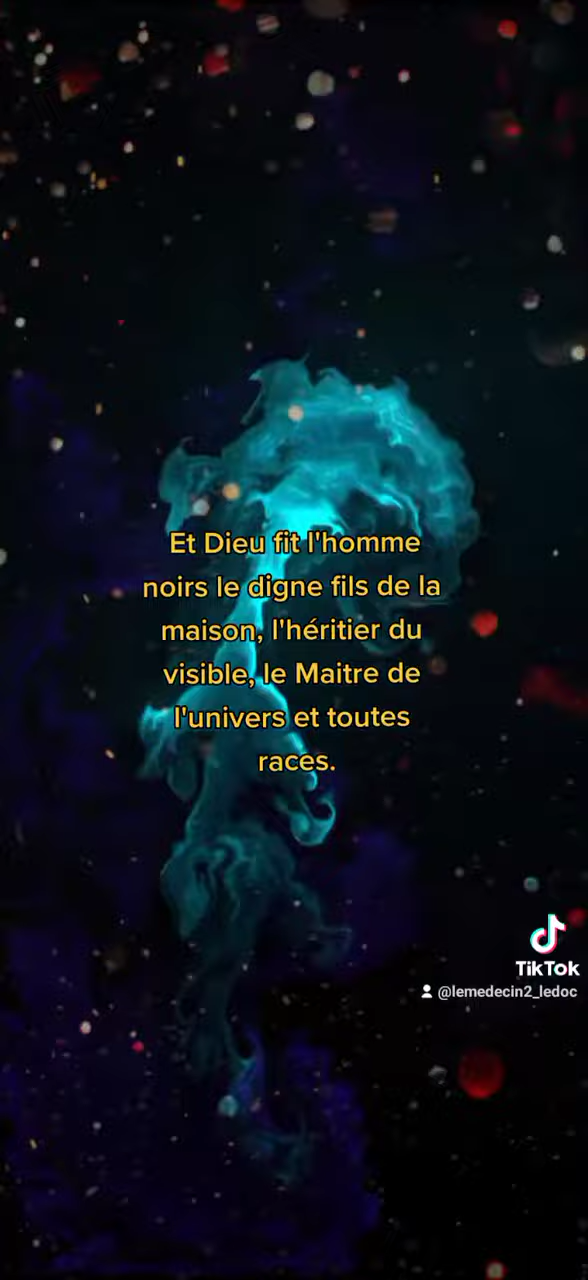 Et Dieu fit l'homme
noirs le digne fils de la
maison, l'héritier du
visible, le Maitre de
l'univers et toutes
races.
TikTok
@lemedecin2_ledoc